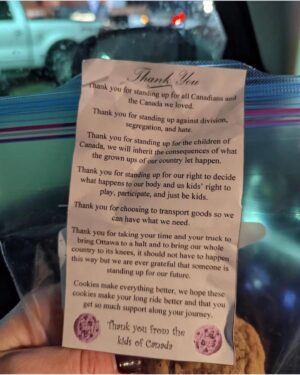 Thank You
Thank you for standing up for all Canadians and
the Canada we loved.
Thank you for standing up against division,
segregation, and hate.
Thank you for standing up for the children of
Canada, we will inherit the consequences of what
the grown ups of our country let happen.
Thank you for standing up for our right to decide
what happens to our body and us kids' right to
play, participate, and just be kids.
Thank you for choosing to transport goods so we
can have what we need.
Thank you for taking your time and your truck to
bring Ottawa to a halt and to bring our whole
country to its knees, it should not have to happen
this way but we are ever grateful that someone is
standing up for our future.
Cookies make everything better, we hope these
cookies make your long ride better and that you
get so much support along your journey.
Thank you from the
kids of Canada